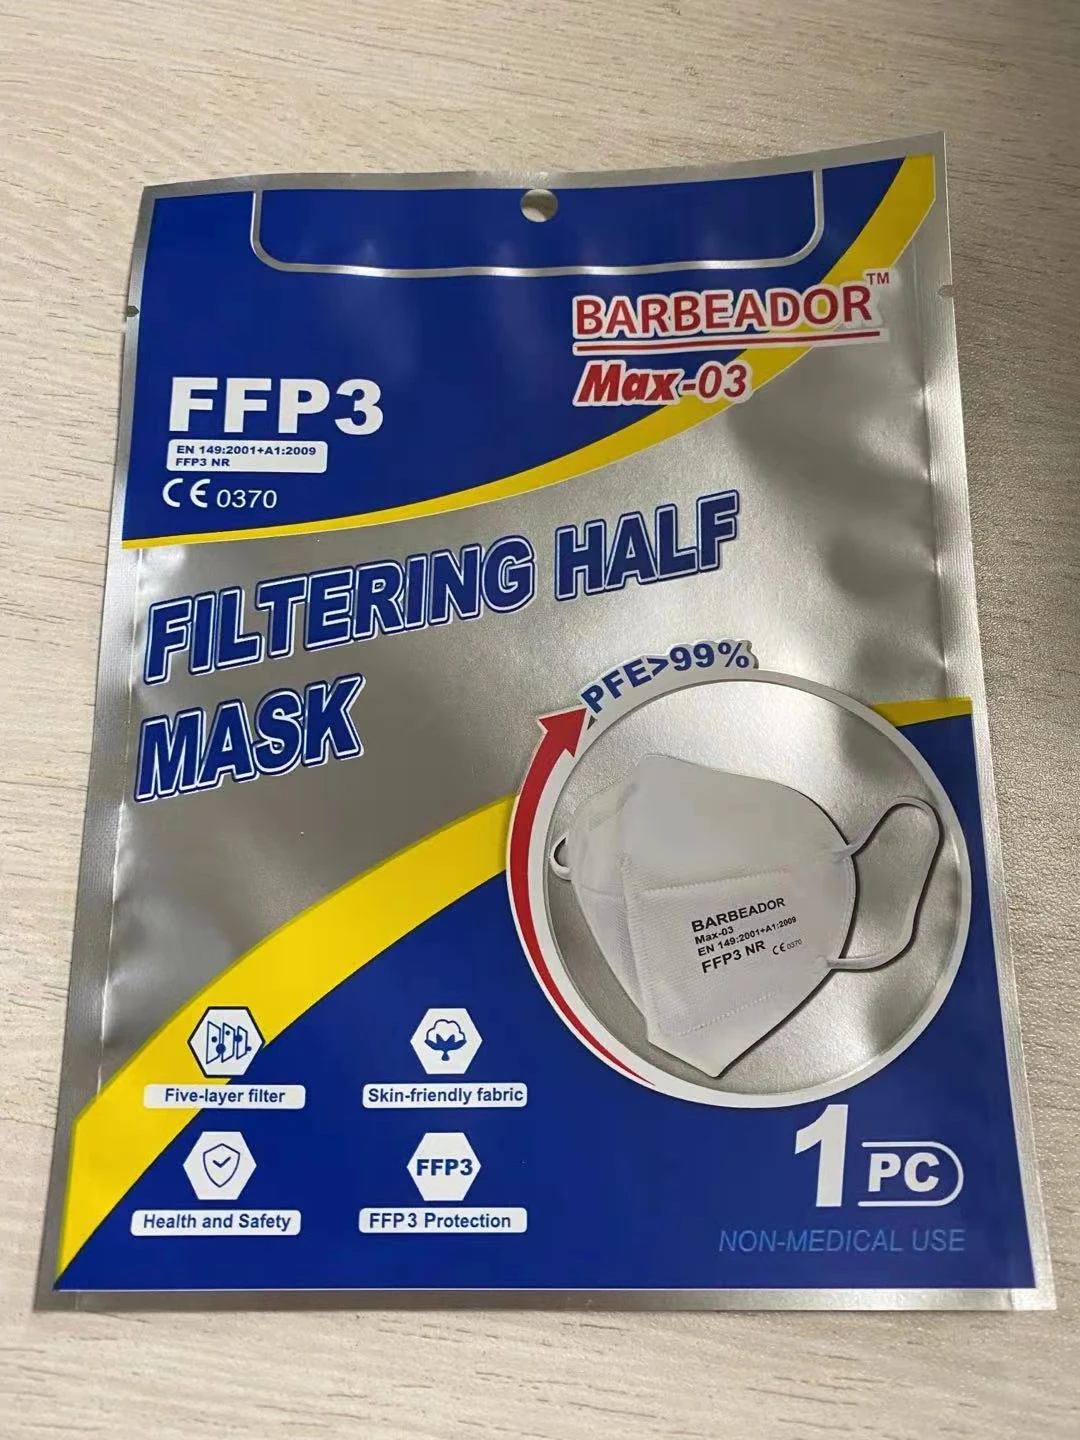 BARBEADOR™
Max-03
FFP3
EN 149:2001+A1:2009
FFP3 NR
CE 0370
FILTERING HALF
MASK
PFE>99%
BARBEADOR
Max-03
EN 149:2001+A1:2009
FFP3 NR CE 0370
Five-layer filter
Skin-friendly fabric
FFP3
Health and Safety
FFP3 Protection
1 PC
NON-MEDICAL USE